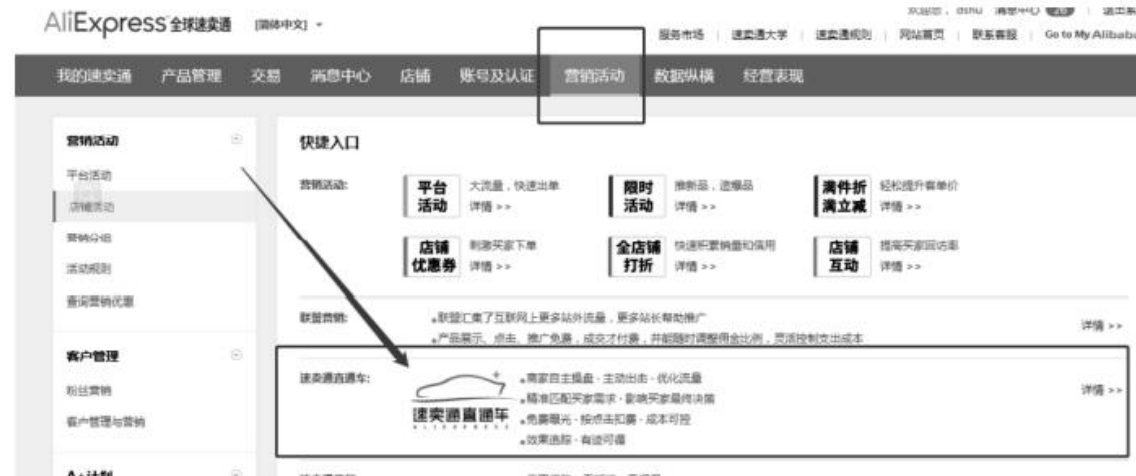 AliExpress 全球速卖通 [简体中文]
服务市场 | 速卖通大学 | 速卖通规则 | 网站首页 | 联系客服 | Go to My Alibaba
我的速卖通 产品管理 交易 消息中心 店铺 账号及认证 营销活动 数据纵横 经营表现
营销活动
平台活动
店铺活动
营销分组
活动规则
查询营销优惠
客户管理
粉丝营销
客户管理与营销
快捷入口
营销活动:
平台活动 大流量，快速出单 详情 >>
限时活动 推新品，造爆品 详情 >>
满件折 满立减 轻松提升客单价 详情 >>
店铺优惠券 刺激买家下单 详情 >>
全店铺打折 快速积累销量和信用 详情 >>
店铺互动 提高买家回访率 详情 >>
联盟营销:
联盟汇集了互联网上更多站外流量，更多站长帮助推广
产品展示、点击、推广免费，成交才付费，并能随时调整佣金比例，灵活控制支出成本
详情 >>
速卖通直通车:
速卖通直通车
ALIEXPRESS
商家自主操盘 - 主动出击 - 优化流量
精准匹配买家需求 - 影响买家最终决策
免费曝光 - 按点击扣费 - 成本可控
效果追踪 - 有迹可循
详情 >>